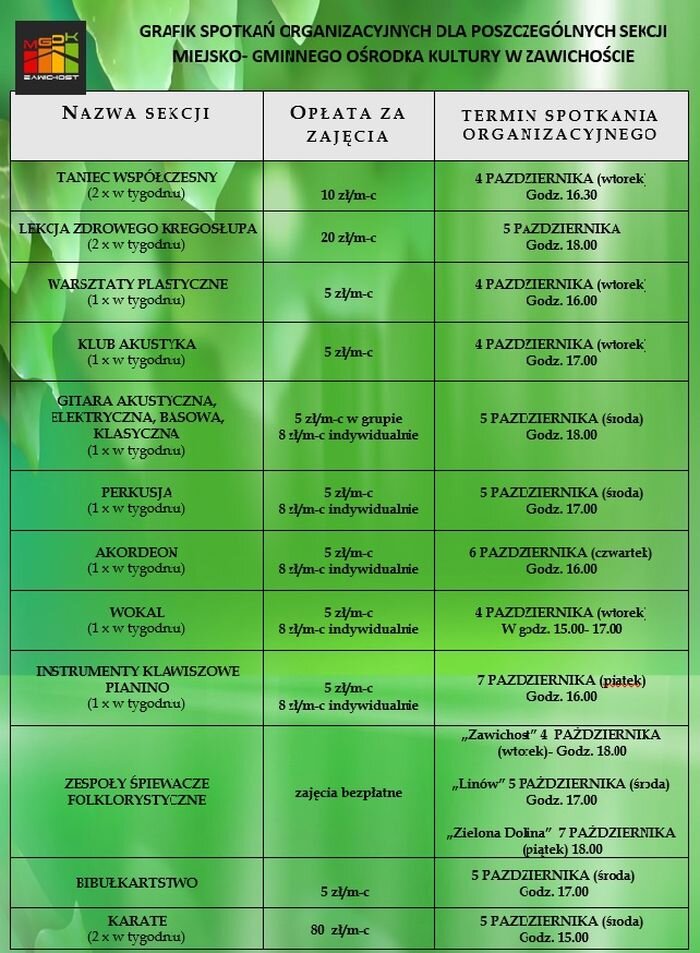 GRAFIK SPOTKAŃ ORGANIZACYJNYCH DLA POSZCZEGÓLNYCH SEKCJI
MIEJSKO- GMINNEGO OŚRODKA KULTURY W ZAWICHOŚCIE
MGOK
ZAWICHOST
NAZWA SEKCJI
OPŁATA ZA
ZAJĘCIA
TERMIN SPOTKANIA
ORGANIZACYJNEGO
TANIEC WSPÓŁCZESNY
(2 x w tygodniu)
10 zł/m-c
4 PAZDZIERNIKA (wtorek)
Godz. 16.30
LEKCJA ZDROWEGO KREGOSŁUPA
(2 x w tygodniu)
20 zł/m-c
5 PAZDZIERNIKA
Godz. 18.00
WARSZTATY PLASTYCZNE
(1 x w tygodniu)
5 zł/m-c
4 PAZDZIERNIKA (wtorek)
Godz. 16.00
KLUB AKUSTYKA
(1 x w tygodniu)
5 zł/m-c
4 PAZDZIERNIKA (wtorek)
Godz. 17.00
GITARA AKUSTYCZNA,
ELEKTRYCZNA, BASOWA,
KLASYCZNA
(1 x w tygodniu)
5 zł/m-c w grupie
8 zł/m-c indywidualnie
5 PAZDZIERNIKA (środa)
Godz. 18.00
PERKUSJA
(1 x w tygodniu)
5 zł/m-c
8 zł/m-c indywidualnie
5 PAZDZIERNIKA (środa)
Godz. 17.00
AKORDEON
(1 x w tygodniu)
5 zł/m-c
8 zł/m-c indywidualnie
6 PAZDZIERNIKA (czwartek)
Godz. 16.00
WOKAL
(1 x w tygodniu)
5 zł/m-c
8 zł/m-c indywidualnie
4 PAZDZIERNIKA (wtorek)
W godz. 15.00- 17.00
INSTRUMENTY KLAWISZOWE
PIANINO
(1 x w tygodniu)
5 zł/m-c
8 zł/m-c indywidualnie
7 PAZDZIERNIKA (piatek)
Godz. 16.00
ZESPOŁY ŚPIEWACZE
FOLKLORYSTYCZNE
zajęcia bezpłatne
„Zawichost” 4 PAŻDZIERNIKA
(wtorek)- Godz. 18.00
„Linów” 5 PAŻDZIERNIKA (środa)
Godz. 17.00
„Zielona Dolina” 7 PAŻDZIERNIKA
(piątek) 18.00
BIBUŁKARTSTWO
5 zł/m-c
5 PAZDZIERNIKA (środa)
Godz. 17.00
KARATE
(2 x w tygodniu)
80 zł/m-c
5 PAZDZIERNIKA (środa)
Godz. 15.00